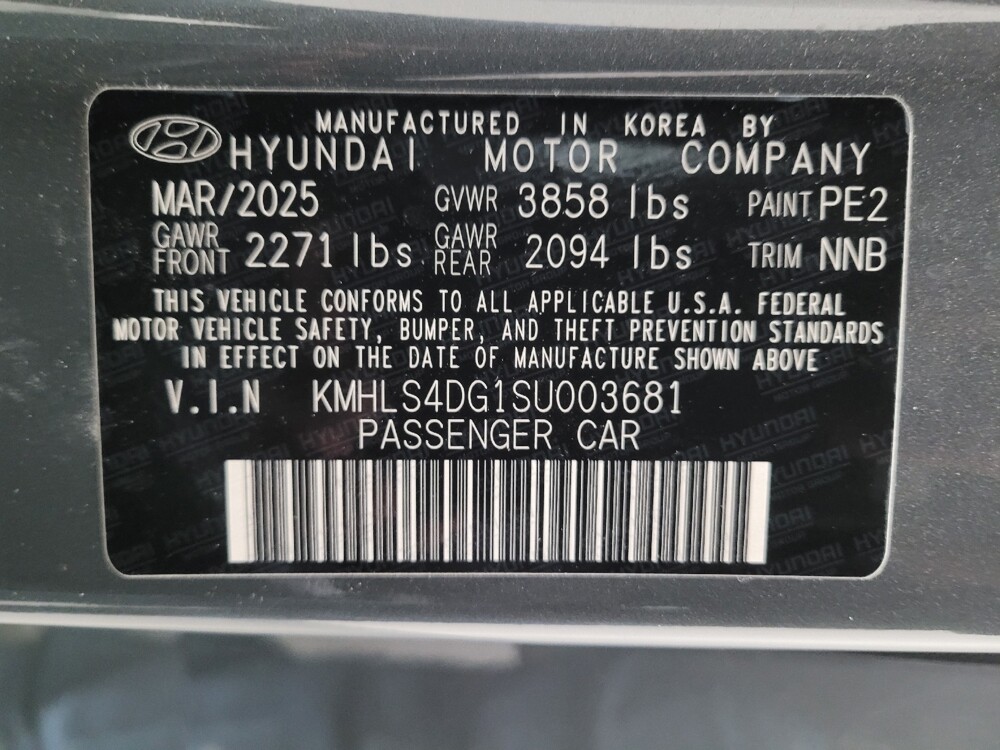 MANUFACTURED IN KOREA BY
HYUNDAI MOTOR COMPANY
MAR/2025 GVWR 3858 lbs PAINT PE2
GAWR FRONT 2271 lbs GAWR REAR 2094 lbs TRIM NNB
THIS VEHICLE CONFORMS TO ALL APPLICABLE U.S.A. FEDERAL
MOTOR VEHICLE SAFETY, BUMPER, AND THEFT PREVENTION STANDARDS
IN EFFECT ON THE DATE OF MANUFACTURE SHOWN ABOVE
V.I.N KMHLS4DG1SU003681
PASSENGER CAR